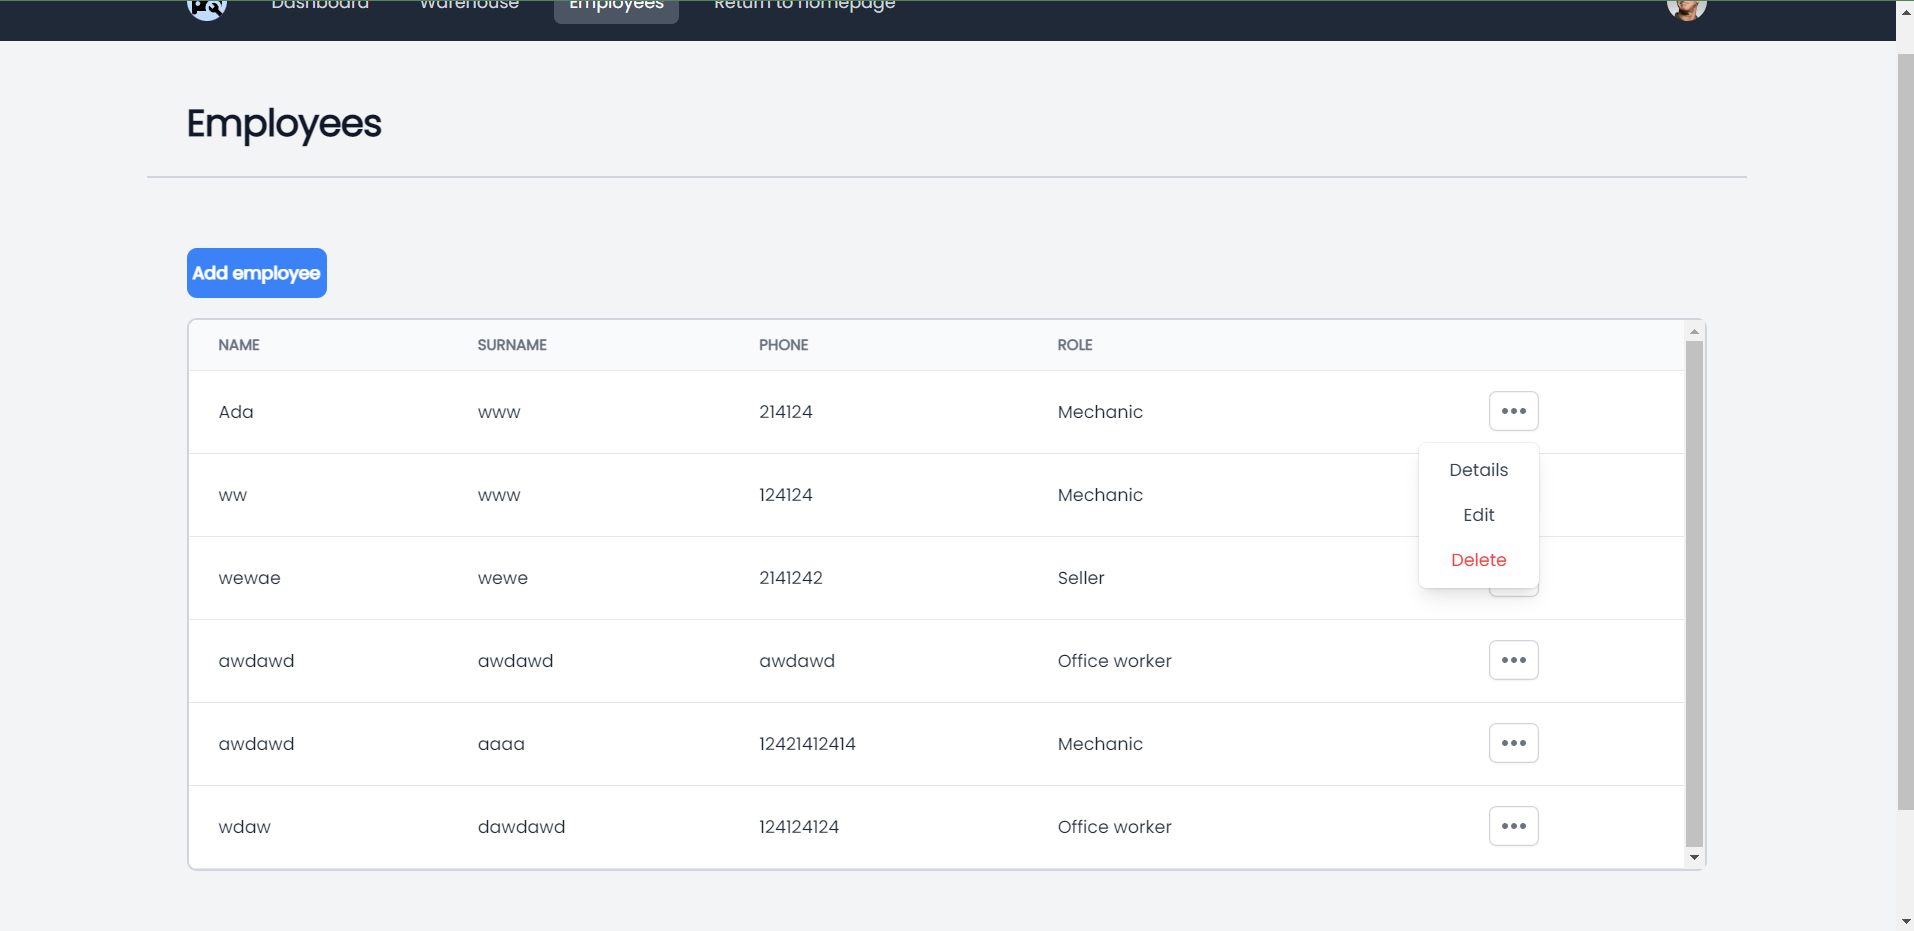 Dashboard Warehouse Employees Return to homepage
Employees
Add employee
NAME SURNAME PHONE ROLE
Ada www 214124 Mechanic
Details
ww www 124124 Mechanic
Edit
Delete
wewae wewe 2141242 Seller
awdawd awdawd awdawd Office worker
awdawd aaaa 12421412414 Mechanic
wdaw dawdawd 124124124 Office worker